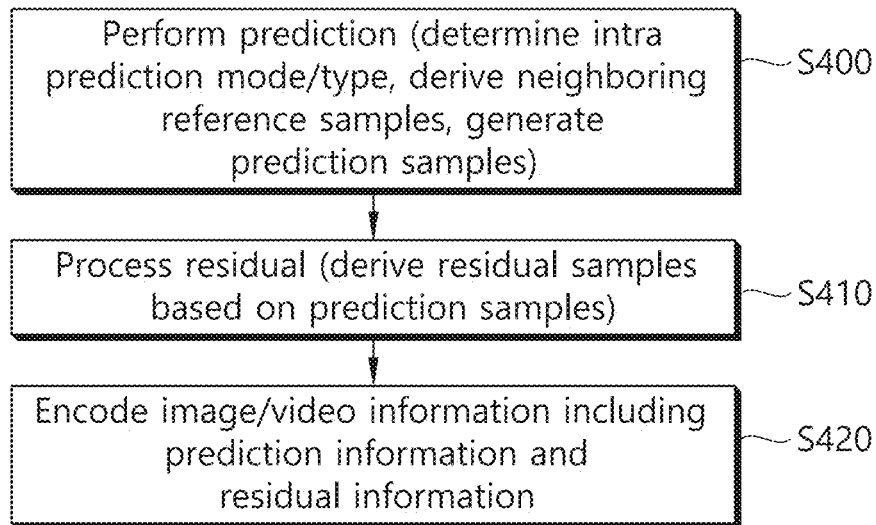 Perform prediction (determine intra
prediction mode/type, derive neighboring
reference samples, generate
prediction samples)
S400
Process residual (derive residual samples
based on prediction samples)
S410
Encode image/video information including
prediction information and
residual information
S420